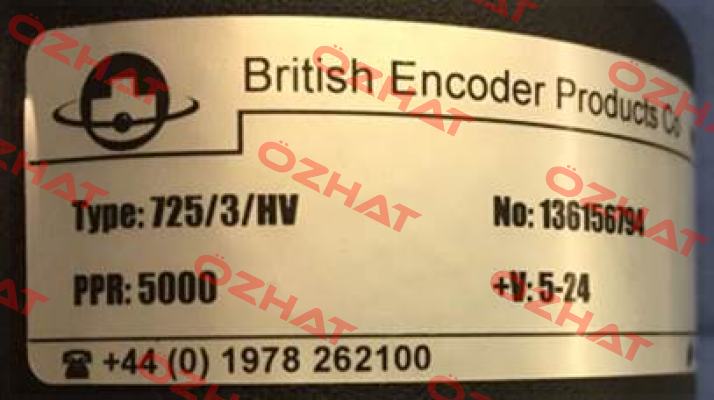 British Encoder Products Co
Type: 725/3/HV No: 136156794
PPR: 5000 +V: 5-24
☎ +44 (0) 1978 262100
ÖZHAT